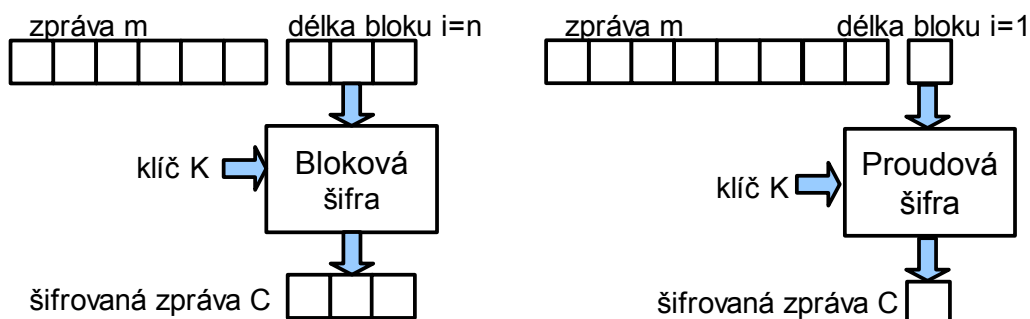 zpráva m
délka bloku i=n
klíč K
Bloková
šifra
šifrovaná zpráva C
zpráva m
délka bloku i=1
klíč K
Proudová
šifra
šifrovaná zpráva C